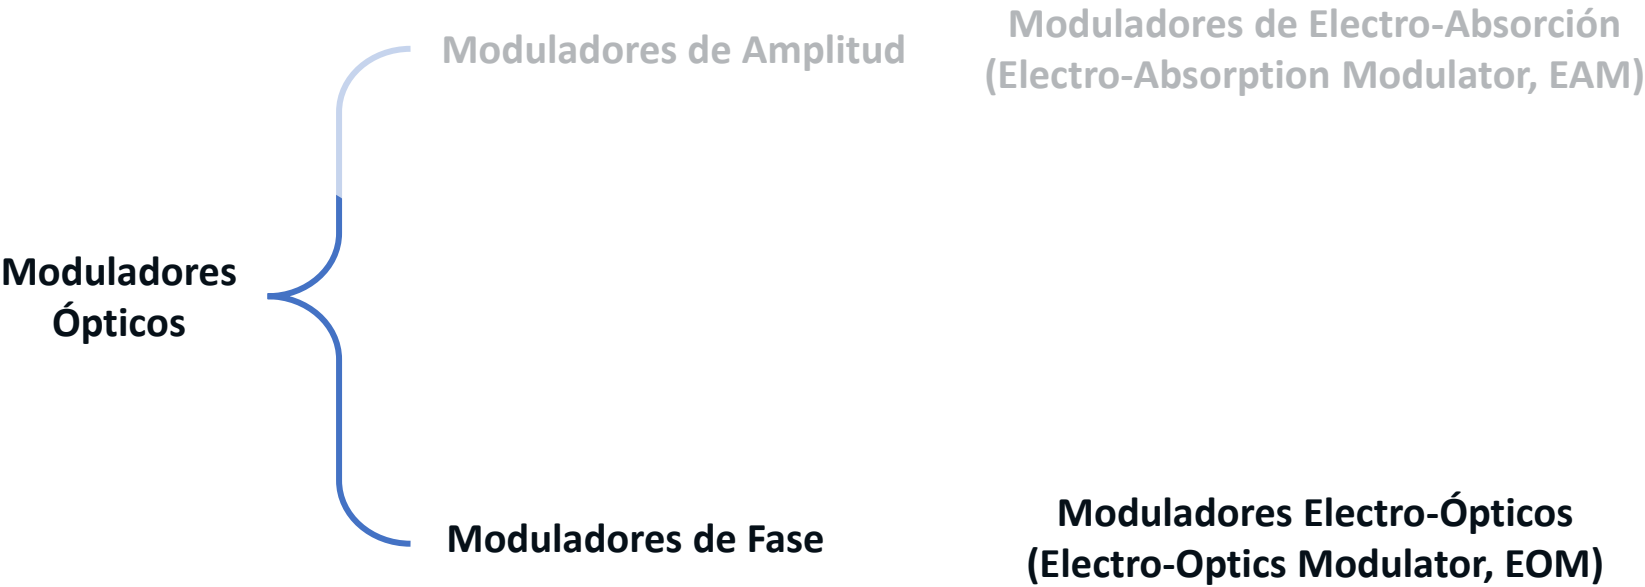 Moduladores de Amplitud
Moduladores de Electro-Absorción
(Electro-Absorption Modulator, EAM)
Moduladores
Ópticos
Moduladores de Fase
Moduladores Electro-Ópticos
(Electro-Optics Modulator, EOM)